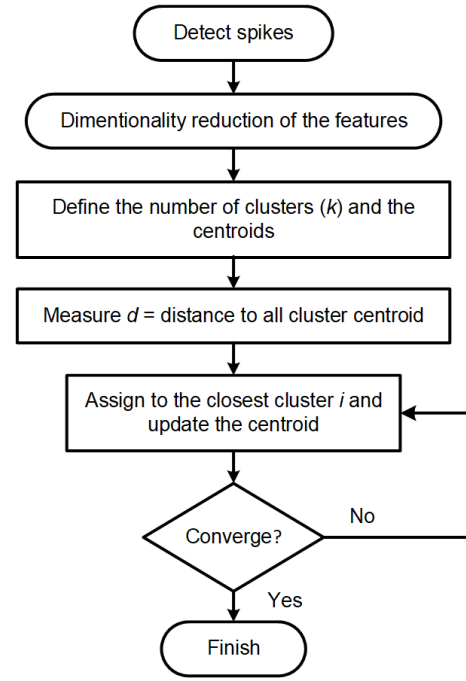 Detect spikes
Dimentionality reduction of the features
Define the number of clusters (k) and the
centroids
Measure d = distance to all cluster centroid
Assign to the closest cluster i and
update the centroid
Converge?
No
Yes
Finish